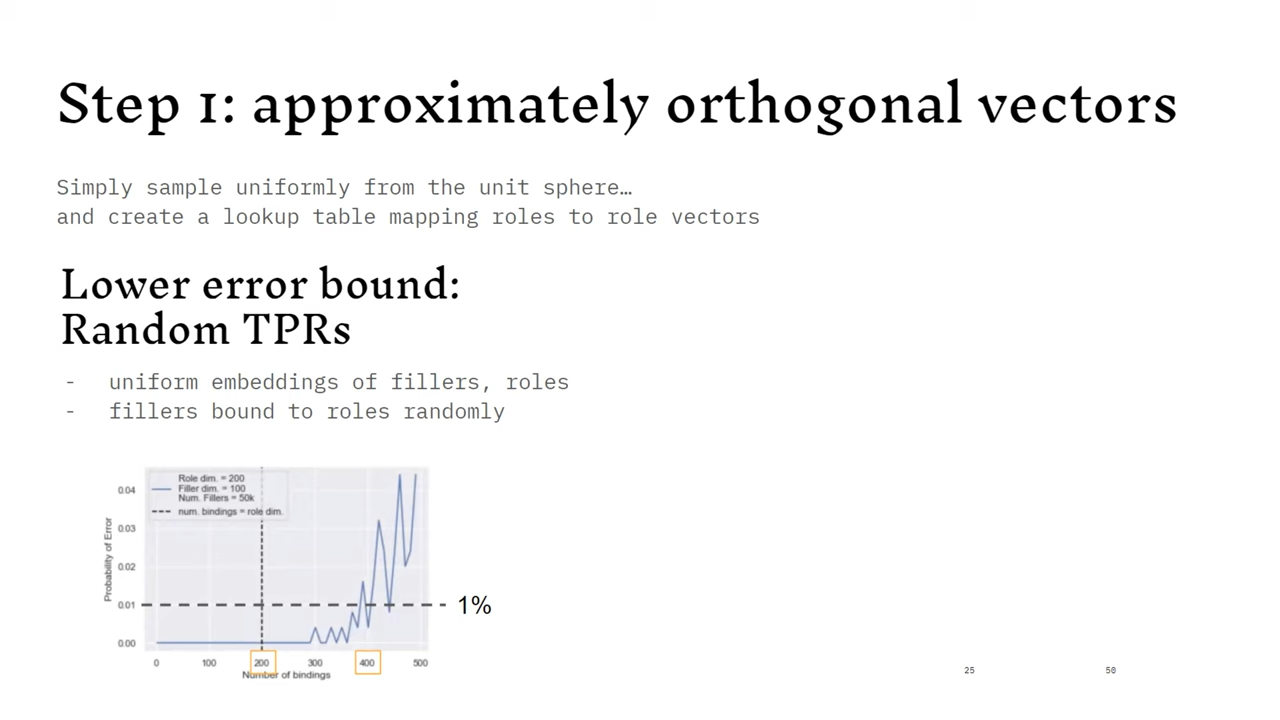 Step 1: approximately orthogonal vectors
Simply sample uniformly from the unit sphere…
and create a lookup table mapping roles to role vectors
Lower error bound:
Random TPRs
- uniform embeddings of fillers, roles
- fillers bound to roles randomly
Role dim. = 200
Filler dim. = 100
Num. Fillers = 50k
num. bindings = role dim.
Probability of Error
0.04
0.03
0.02
0.01
0.00
1%
0 100 200 300 400 500
Number of bindings
25 50